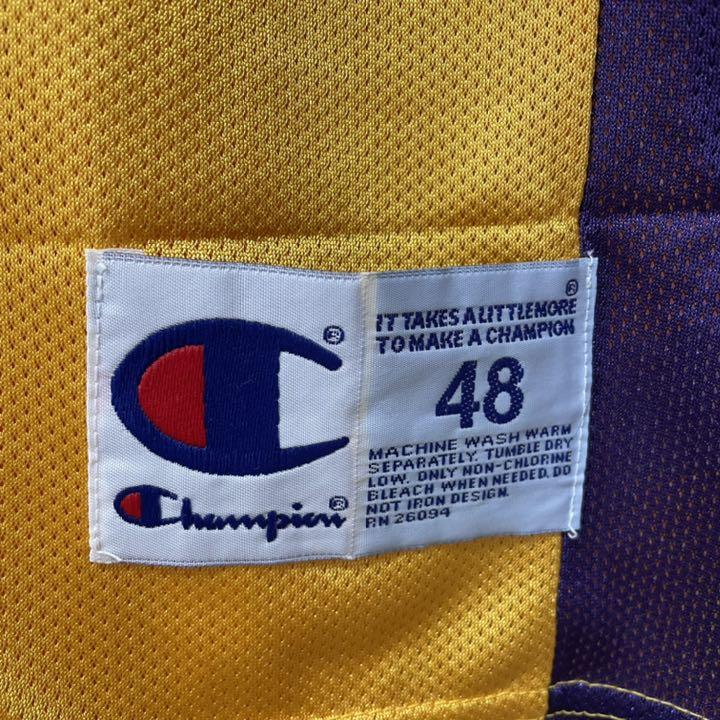 ®
Champion®
®
IT TAKES A LITTLE MORE
TO MAKE A CHAMPION
48
MACHINE WASH WARM
SEPARATELY. TUMBLE DRY
LOW. ONLY NON-CHLORINE
BLEACH WHEN NEEDED. DO
NOT IRON DESIGN.
RN 26094